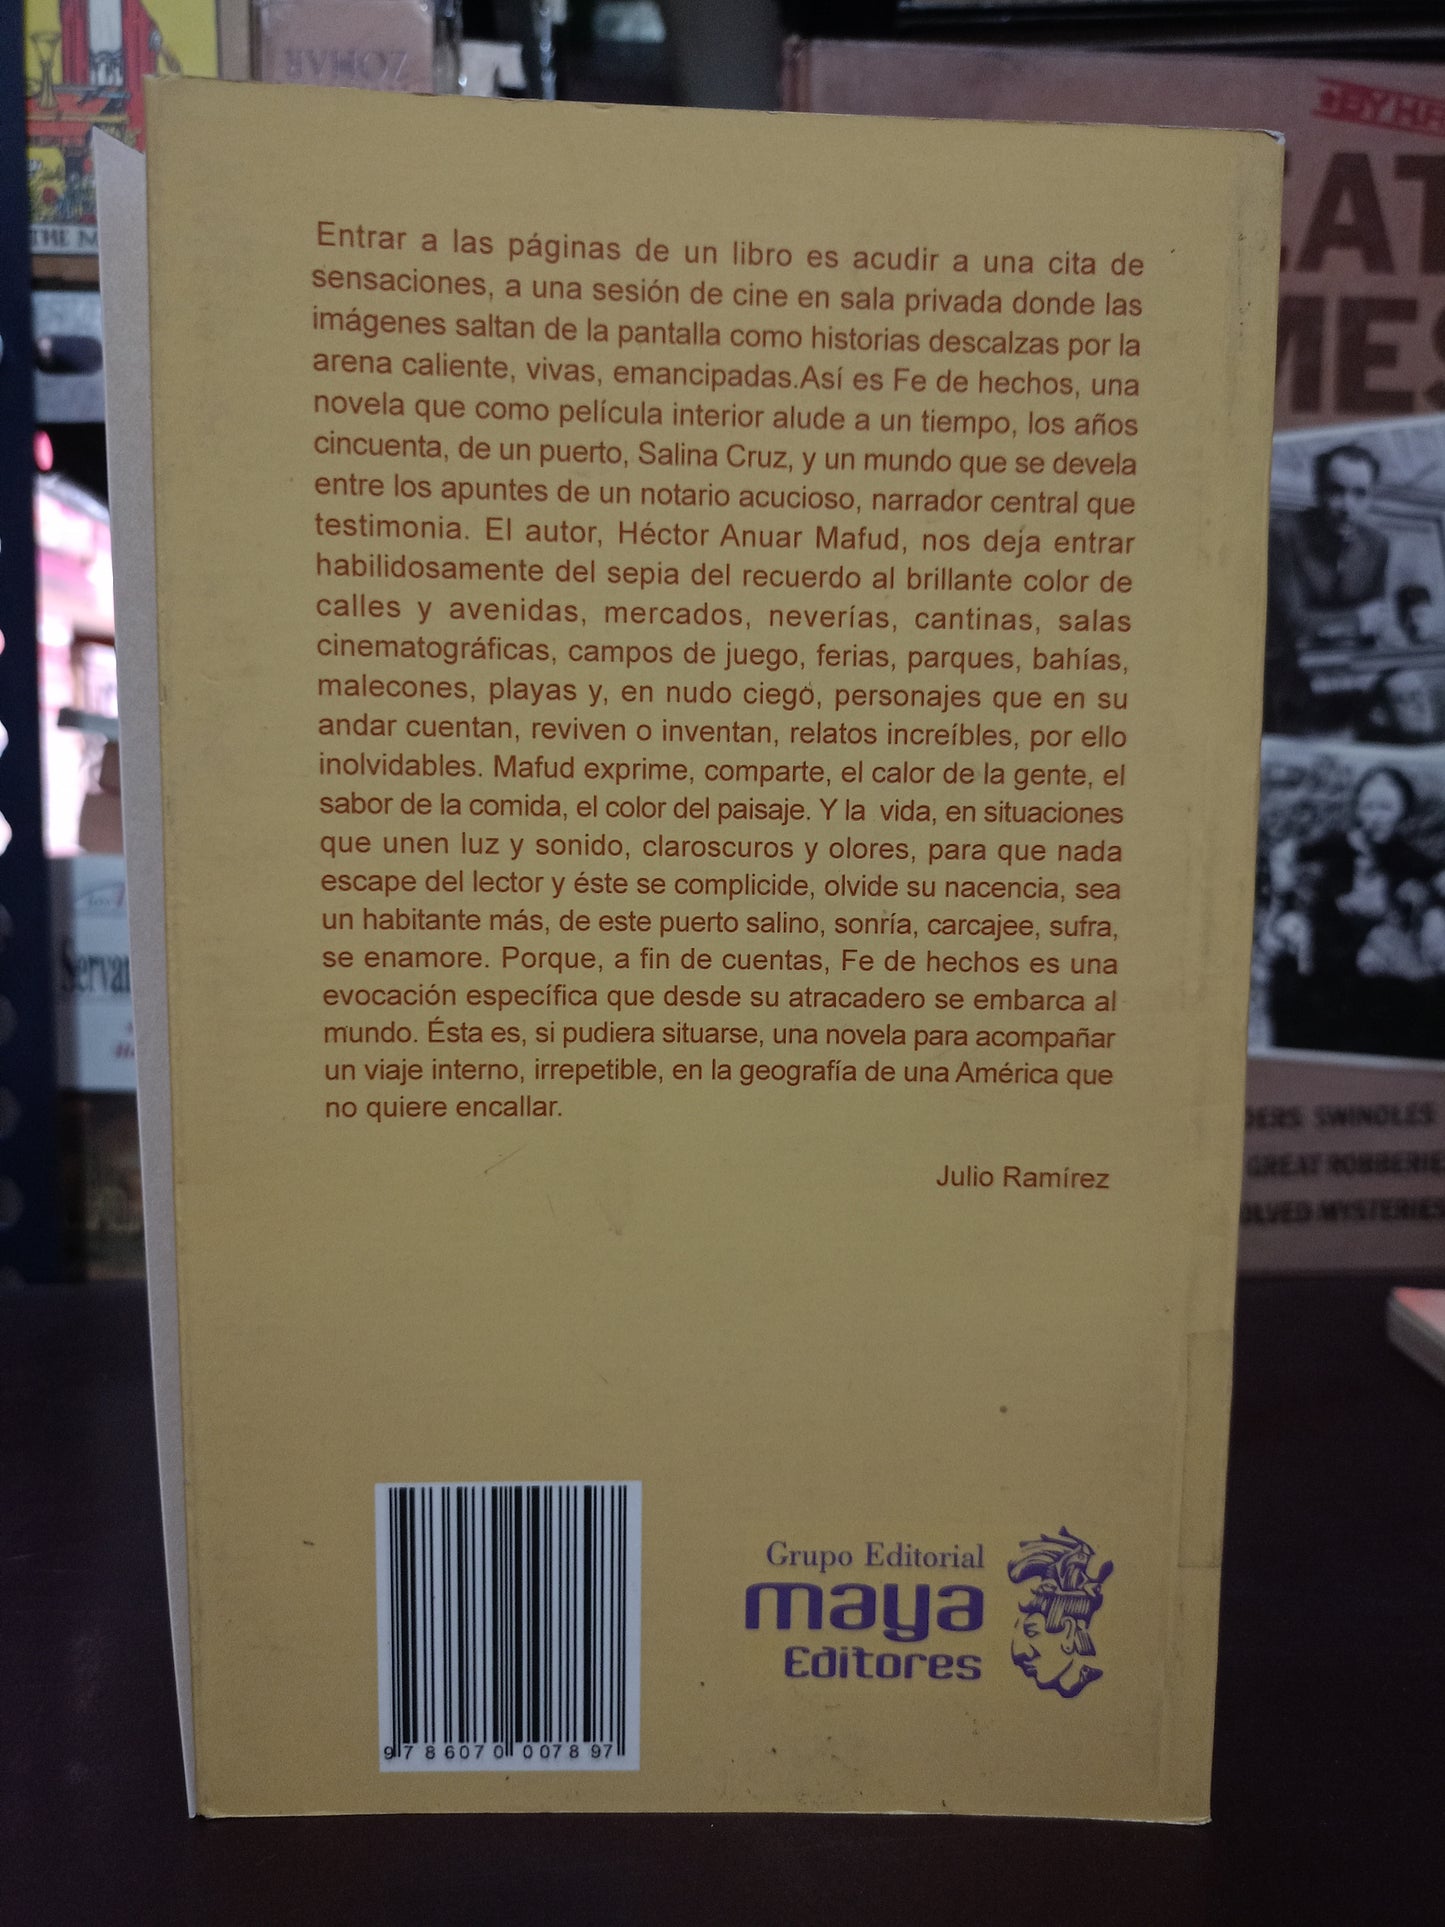 ZOHAR
THE M
Entrar a las páginas de un libro es acudir a una cita de
sensaciones, a una sesión de cine en sala privada donde las
imágenes saltan de la pantalla como historias descalzas por la
arena caliente, vivas, emancipadas.Así es Fe de hechos, una
novela que como película interior alude a un tiempo, los años
cincuenta, de un puerto, Salina Cruz, y un mundo que se devela
entre los apuntes de un notario acucioso, narrador central que
testimonia. El autor, Héctor Anuar Mafud, nos deja entrar
habilidosamente del sepia del recuerdo al brillante color de
calles y avenidas, mercados, neverías, cantinas, salas
cinematográficas, campos de juego, ferias, parques, bahías,
malecones, playas y, en nudo ciego, personajes que en su
andar cuentan, reviven o inventan, relatos increíbles, por ello
inolvidables. Mafud exprime, comparte, el calor de la gente, el
sabor de la comida, el color del paisaje. Y la vida, en situaciones
que unen luz y sonido, claroscuros y olores, para que nada
escape del lector y éste se complicide, olvide su nacencia, sea
un habitante más, de este puerto salino, sonría, carcajee, sufra,
se enamore. Porque, a fin de cuentas, Fe de hechos es una
evocación específica que desde su atracadero se embarca al
mundo. Ésta es, si pudiera situarse, una novela para acompañar
un viaje interno, irrepetible, en la geografía de una América que
no quiere encallar.
Julio Ramírez
9 786070 007897
Grupo Editorial
maya
Editores
Servan
EAT
MES
DERS SWINDLES
GREAT ROBBERIE
OLVED MYSTERIES